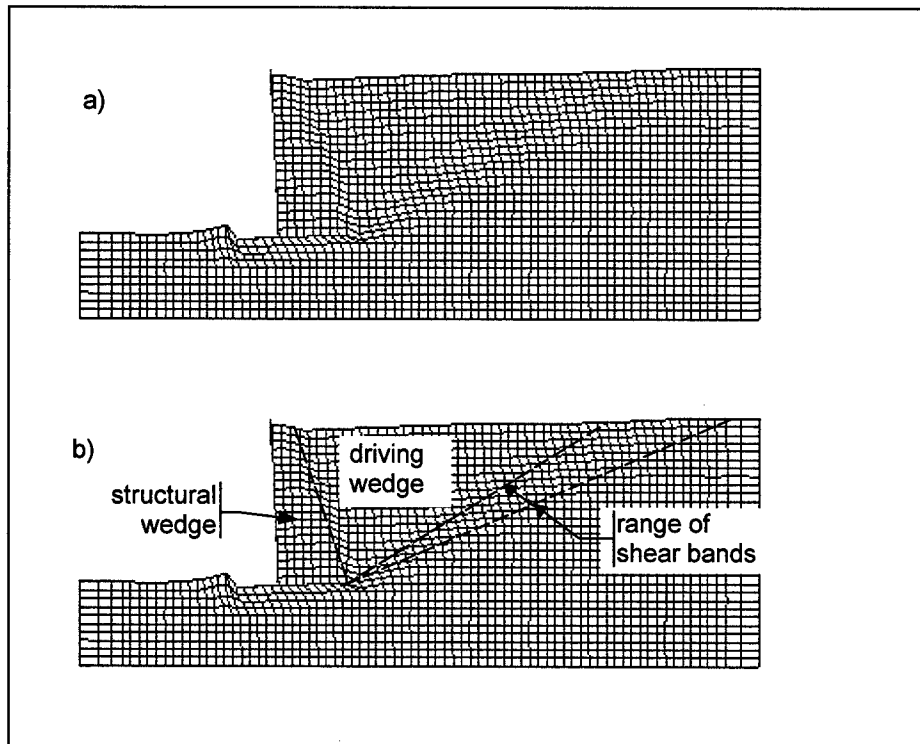 a)
b)
driving
wedge
structural
wedge
range of
shear bands